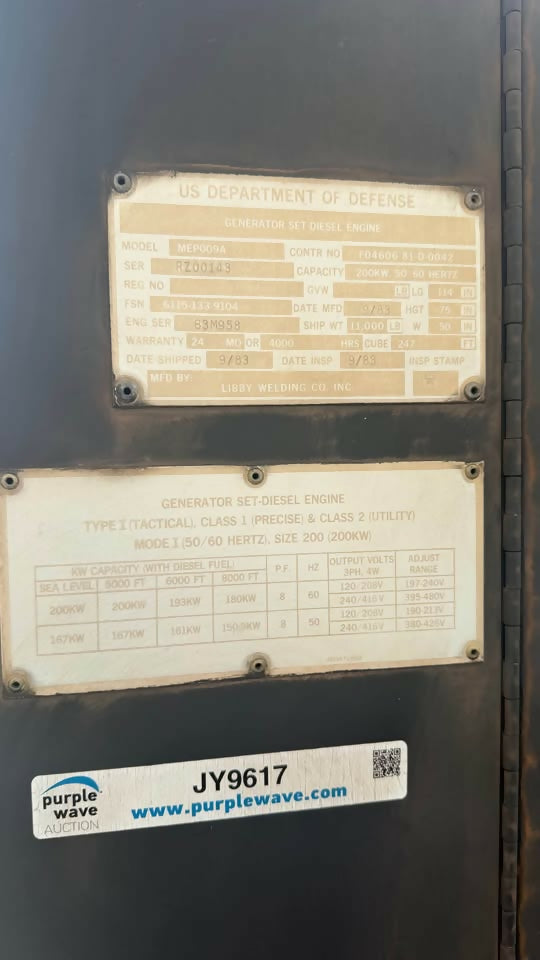 US DEPARTMENT OF DEFENSE
GENERATOR SET DIESEL ENGINE
MODEL MEP009A CONTR NO F04606 81-D-0042
SER RZ00143 CAPACITY 200KW 50 60 HERTZ
REG NO GVW LB LG 114 IN
FSN 6115-133 9104 DATE MFD 9/83 HGT 75 IN
ENG SER 83M958 SHIP WT 11,000 LB W 50 IN
WARRANTY 24 MO OR 4000 HRS CUBE 247 FT
DATE SHIPPED 9/83 DATE INSP 9/83 INSP STAMP
MFD BY: LIBBY WELDING CO. INC.
GENERATOR SET-DIESEL ENGINE
TYPE I (TACTICAL), CLASS 1 (PRECISE) & CLASS 2 (UTILITY)
MODE I (50/60 HERTZ), SIZE 200 (200KW)
KW CAPACITY (WITH DIESEL FUEL) P.F. HZ OUTPUT VOLTS 3PH, 4W ADJUST RANGE
SEA LEVEL 5000 FT 6000 FT 8000 FT
200KW 200KW 193KW 180KW .8 60 120/208V 197-240V
240/416V 395-480V
167KW 167KW 161KW .8 50 120/208V 190-213V
240/416V 380-426V
purple wave AUCTION
JY9617
www.purplewave.com